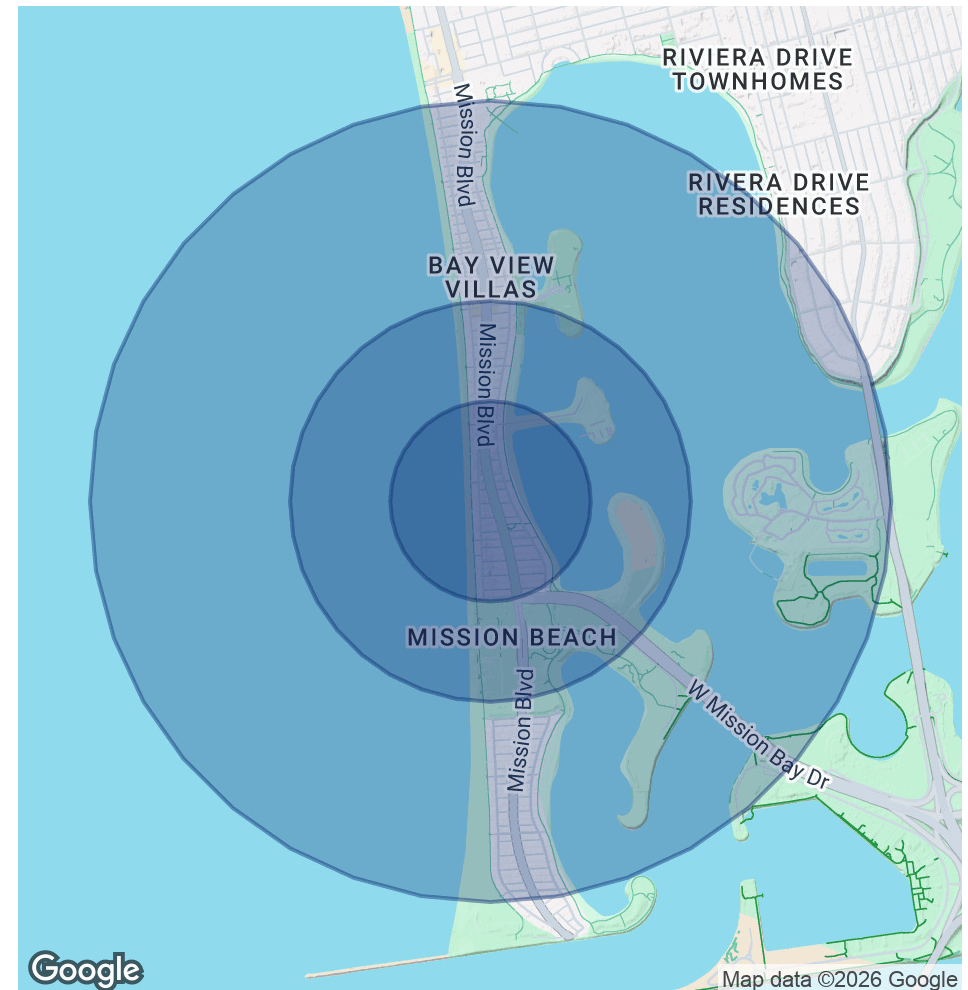 RIVIERA DRIVE
TOWNHOMES
Mission Blvd
RIVERA DRIVE
RESIDENCES
BAY VIEW
VILLAS
Mission Blvd
MISSION BEACH
Mission Blvd
W Mission Bay Dr
Google
Map data ©2026 Google